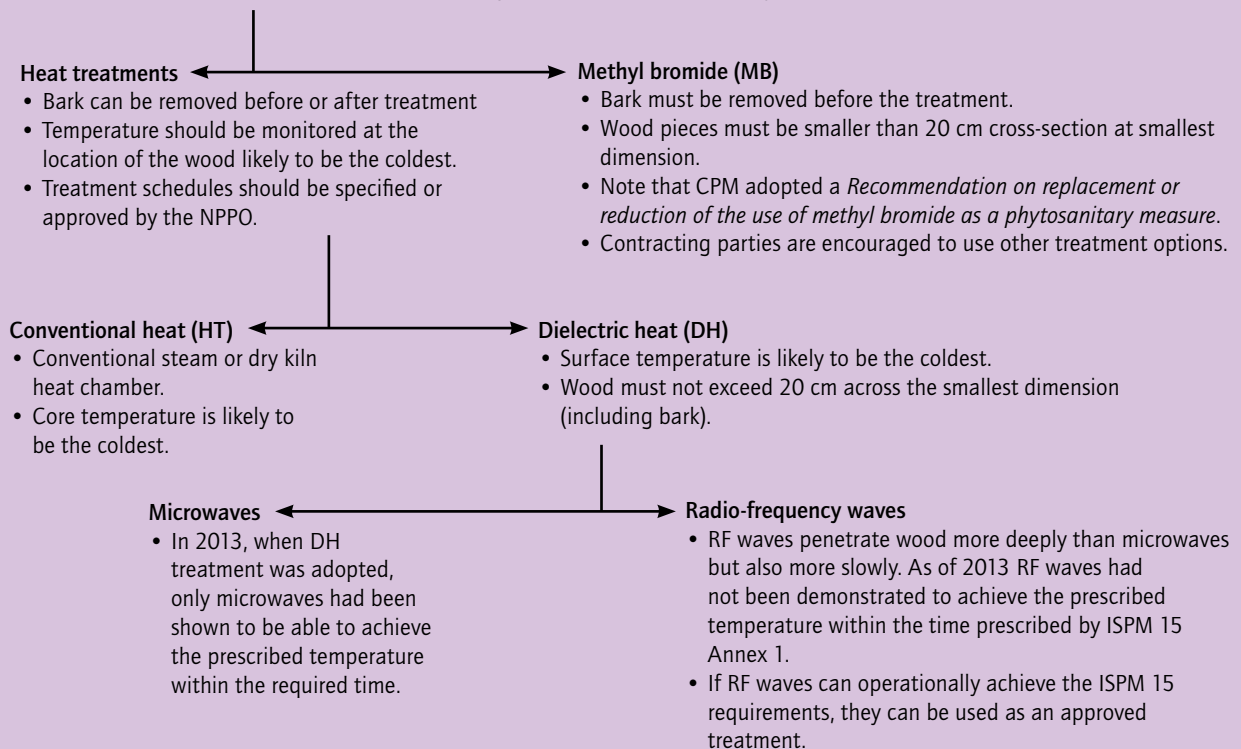 Heat treatments
• Bark can be removed before or after treatment
• Temperature should be monitored at the
location of the wood likely to be the coldest.
• Treatment schedules should be specified or
approved by the NPPO.
Methyl bromide (MB)
• Bark must be removed before the treatment.
• Wood pieces must be smaller than 20 cm cross-section at smallest
dimension.
• Note that CPM adopted a Recommendation on replacement or
reduction of the use of methyl bromide as a phytosanitary measure.
• Contracting parties are encouraged to use other treatment options.
Conventional heat (HT)
• Conventional steam or dry kiln
heat chamber.
• Core temperature is likely to
be the coldest.
Dielectric heat (DH)
• Surface temperature is likely to be the coldest.
• Wood must not exceed 20 cm across the smallest dimension
(including bark).
Microwaves
• In 2013, when DH
treatment was adopted,
only microwaves had been
shown to be able to achieve
the prescribed temperature
within the required time.
Radio-frequency waves
• RF waves penetrate wood more deeply than microwaves
but also more slowly. As of 2013 RF waves had
not been demonstrated to achieve the prescribed
temperature within the time prescribed by ISPM 15
Annex 1.
• If RF waves can operationally achieve the ISPM 15
requirements, they can be used as an approved
treatment.